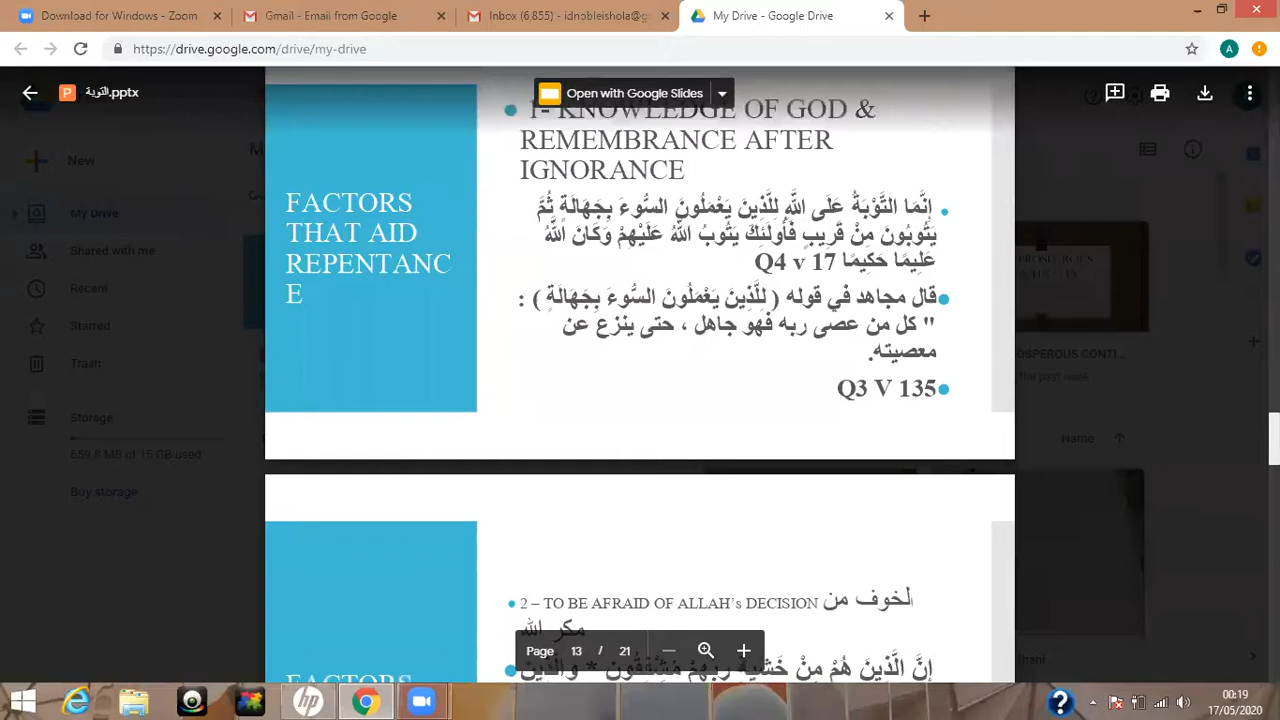 Download for Windows - Zoom
Gmail - Email from Google
Inbox (6,855) - idnobleishola@g
My Drive - Google Drive
https://drive.google.com/drive/my-drive
A
التوبة.pptx
Open with Google Slides
New
My Drive
Shared with me
Recent
Starred
Trash
Storage
659.8 MB of 15 GB used
Buy storage
FACTORS
THAT AID
REPENTANC
E
1- KNOWLEDGE OF GOD &
REMEMBRANCE AFTER
IGNORANCE
إِنَّمَا التَّوْبَةُ عَلَى اللَّهِ لِلَّذِينَ يَعْمَلُونَ السُّوءَ بِجَهَالَةٍ ثُمَّ
يَتُوبُونَ مِنْ قَرِيبٍ فَأُولَئِكَ يَتُوبُ اللَّهُ عَلَيْهِمْ وَكَانَ اللَّهُ
عَلِيمًا حَكِيمًا Q4 v 17
قال مجاهد في قوله ( لِلَّذِينَ يَعْمَلُونَ السُّوءَ بِجَهَالَةٍ ) :
" كل من عصى ربه فهو جاهل ، حتى ينزع عن
معصيته.
Q3 V 135
OSPEROUS CONTI...
the past week
Name
2 – TO BE AFRAID OF ALLAH's DECISION الخوف من
مكر الله
إِنَّ الَّذِينَ هُمْ مِنْ خَشْيَةِ رَبِّهِمْ مُشْفِقُونَ * وَالَّذِينَ
FACTORS
Page 13 / 21
00:19
17/05/2020